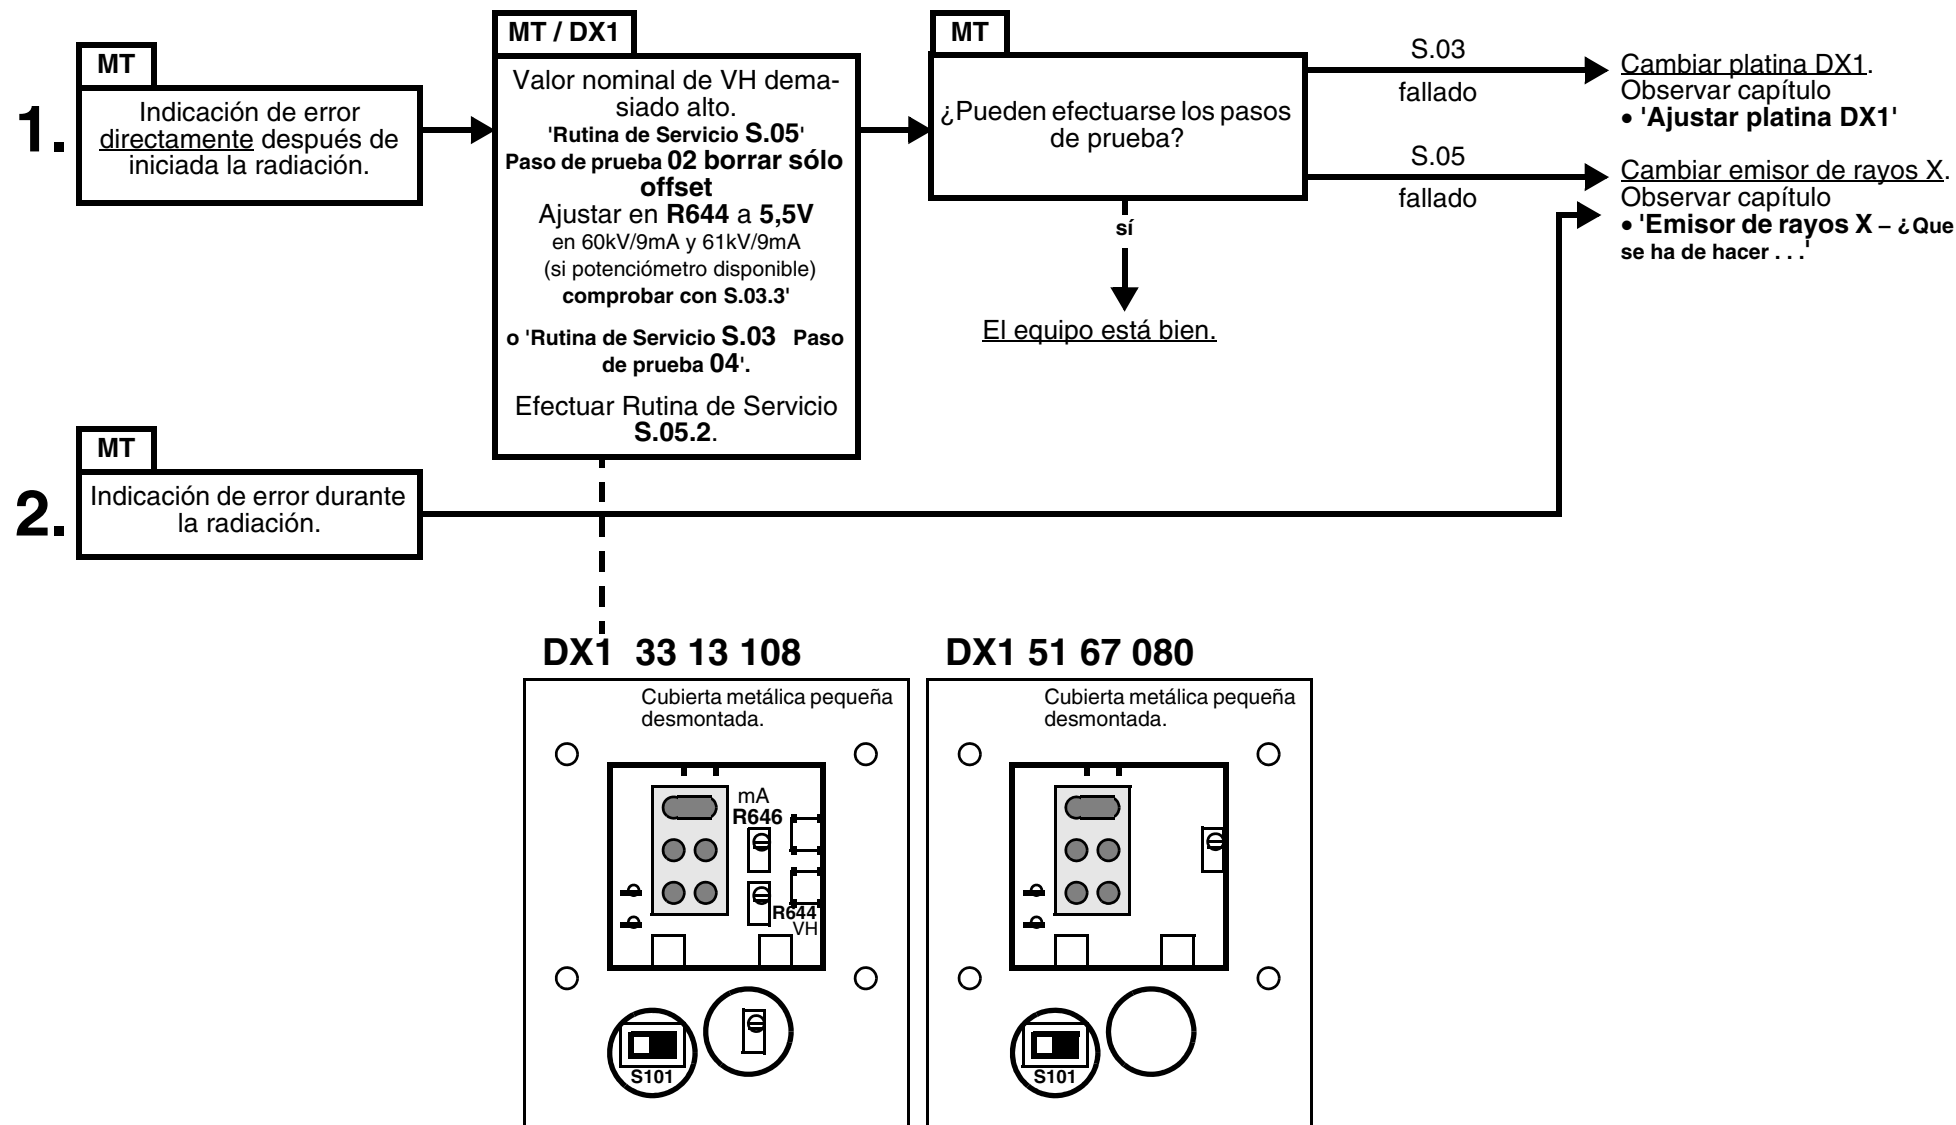 1.
MT
Indicación de error
directamente después de
iniciada la radiación.
MT / DX1
Valor nominal de VH dema-
siado alto.
'Rutina de Servicio S.05'
Paso de prueba 02 borrar sólo
offset
Ajustar en R644 a 5,5V
en 60kV/9mA y 61kV/9mA
(si potenciómetro disponible)
comprobar con S.03.3'
o 'Rutina de Servicio S.03 Paso
de prueba 04'.
Efectuar Rutina de Servicio
S.05.2.
MT
¿Pueden efectuarse los pasos
de prueba?
sí
El equipo está bien.
S.03
fallado
Cambiar platina DX1.
Observar capítulo
• 'Ajustar platina DX1'
S.05
fallado
Cambiar emisor de rayos X.
Observar capítulo
• 'Emisor de rayos X – ¿Que
se ha de hacer . . .'
2.
MT
Indicación de error durante
la radiación.
DX1 33 13 108
Cubierta metálica pequeña
desmontada.
mA
R646
R644
VH
S101
DX1 51 67 080
Cubierta metálica pequeña
desmontada.
S101